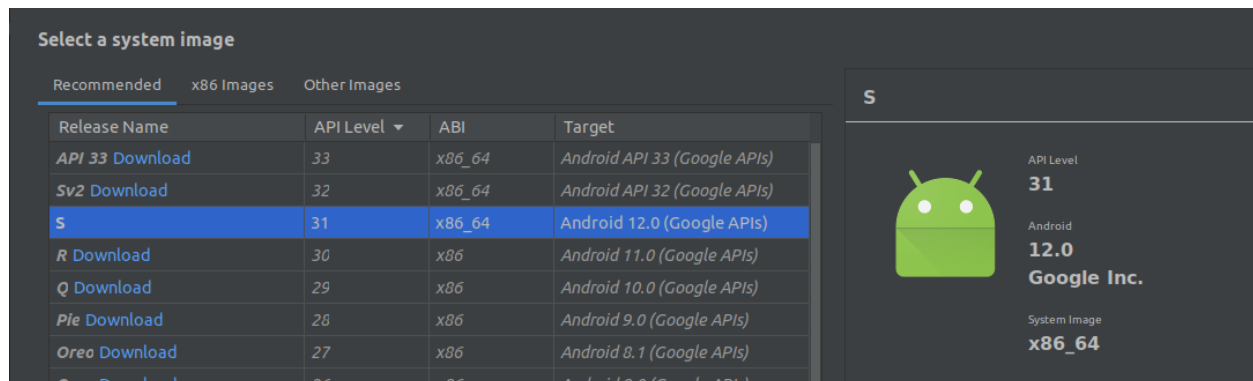 Select a system image
Recommended x86 Images Other Images
Release Name API Level ABI Target
API 33 Download 33 x86_64 Android API 33 (Google APIs)
Sv2 Download 32 x86_64 Android API 32 (Google APIs)
S 31 x86_64 Android 12.0 (Google APIs)
R Download 30 x86 Android 11.0 (Google APIs)
Q Download 29 x86 Android 10.0 (Google APIs)
Pie Download 28 x86 Android 9.0 (Google APIs)
Oreo Download 27 x86 Android 8.1 (Google APIs)
S
API Level
31
Android
12.0
Google Inc.
System Image
x86_64